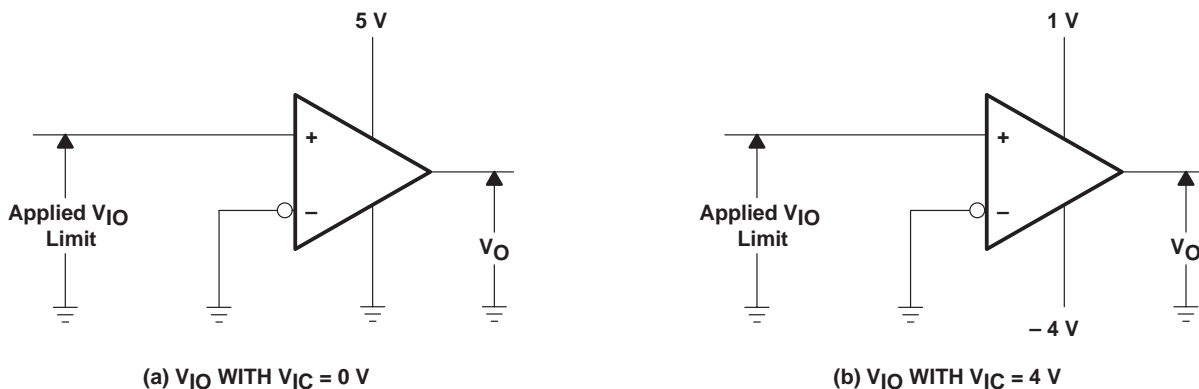 5 V
+
−
Applied VIO
Limit
VO
(a) VIO WITH VIC = 0 V
1 V
+
−
Applied VIO
Limit
VO
− 4 V
(b) VIO WITH VIC = 4 V